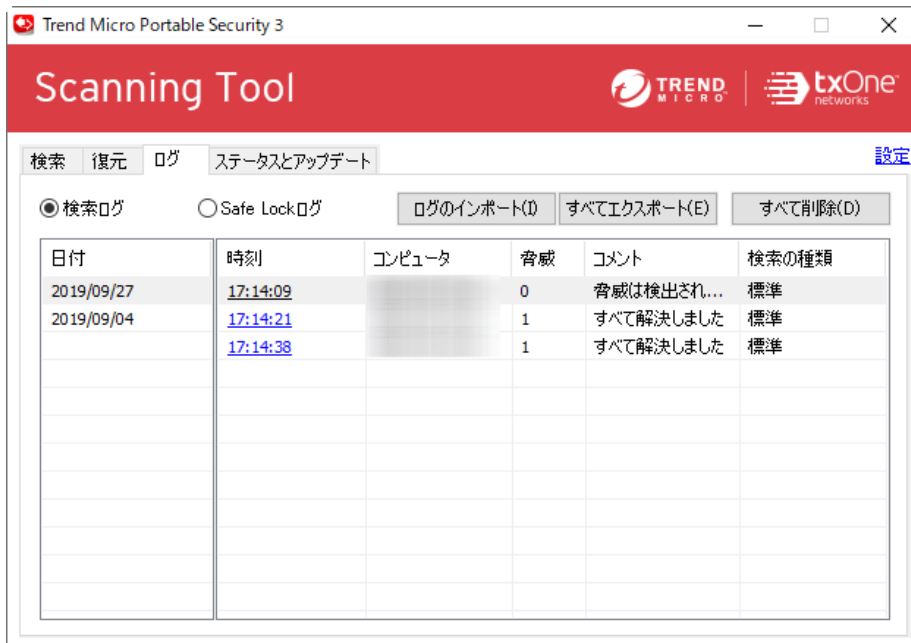 Trend Micro Portable Security 3
Scanning Tool
TREND MICRO
txOne networks
検索 復元 ログ ステータスとアップデート 設定
検索ログ Safe Lockログ ログのインポート(I) すべてエクスポート(E) すべて削除(D)
日付 時刻 コンピュータ 脅威 コメント 検索の種類
2019/09/27 17:14:09 0 脅威は検出され... 標準
2019/09/04 17:14:21 1 すべて解決しました 標準
17:14:38 1 すべて解決しました 標準